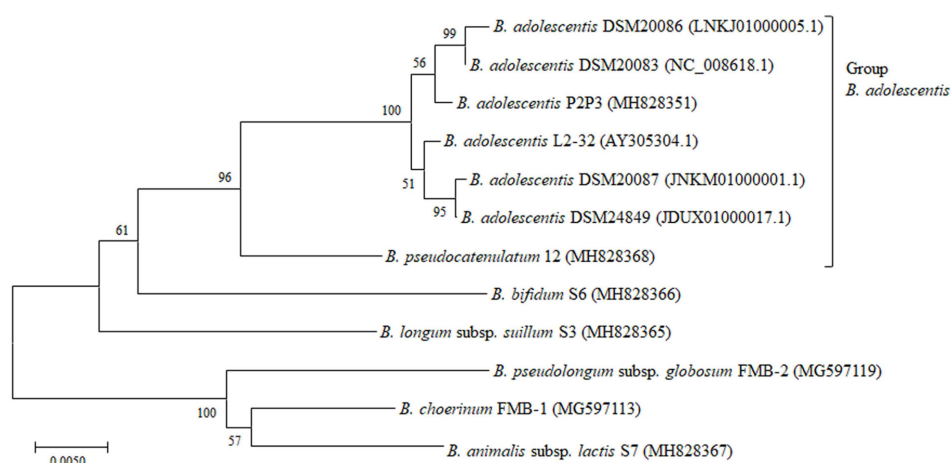 B. adolescentis DSM20086 (LNKJ01000005.1)
99
B. adolescentis DSM20083 (NC_008618.1)
56
Group
B. adolescentis
B. adolescentis P2P3 (MH828351)
100
B. adolescentis L2-32 (AY305304.1)
B. adolescentis DSM20087 (JNKM01000001.1)
96
51
95
B. adolescentis DSM24849 (JDUX01000017.1)
61
B. pseudocatenulatum 12 (MH828368)
B. bifidum S6 (MH828366)
B. longum subsp. suillum S3 (MH828365)
B. pseudolongum subsp. globosum FMB-2 (MG597119)
100
B. choerinum FMB-1 (MG597113)
57
B. animalis subsp. lactis S7 (MH828367)
0.0050